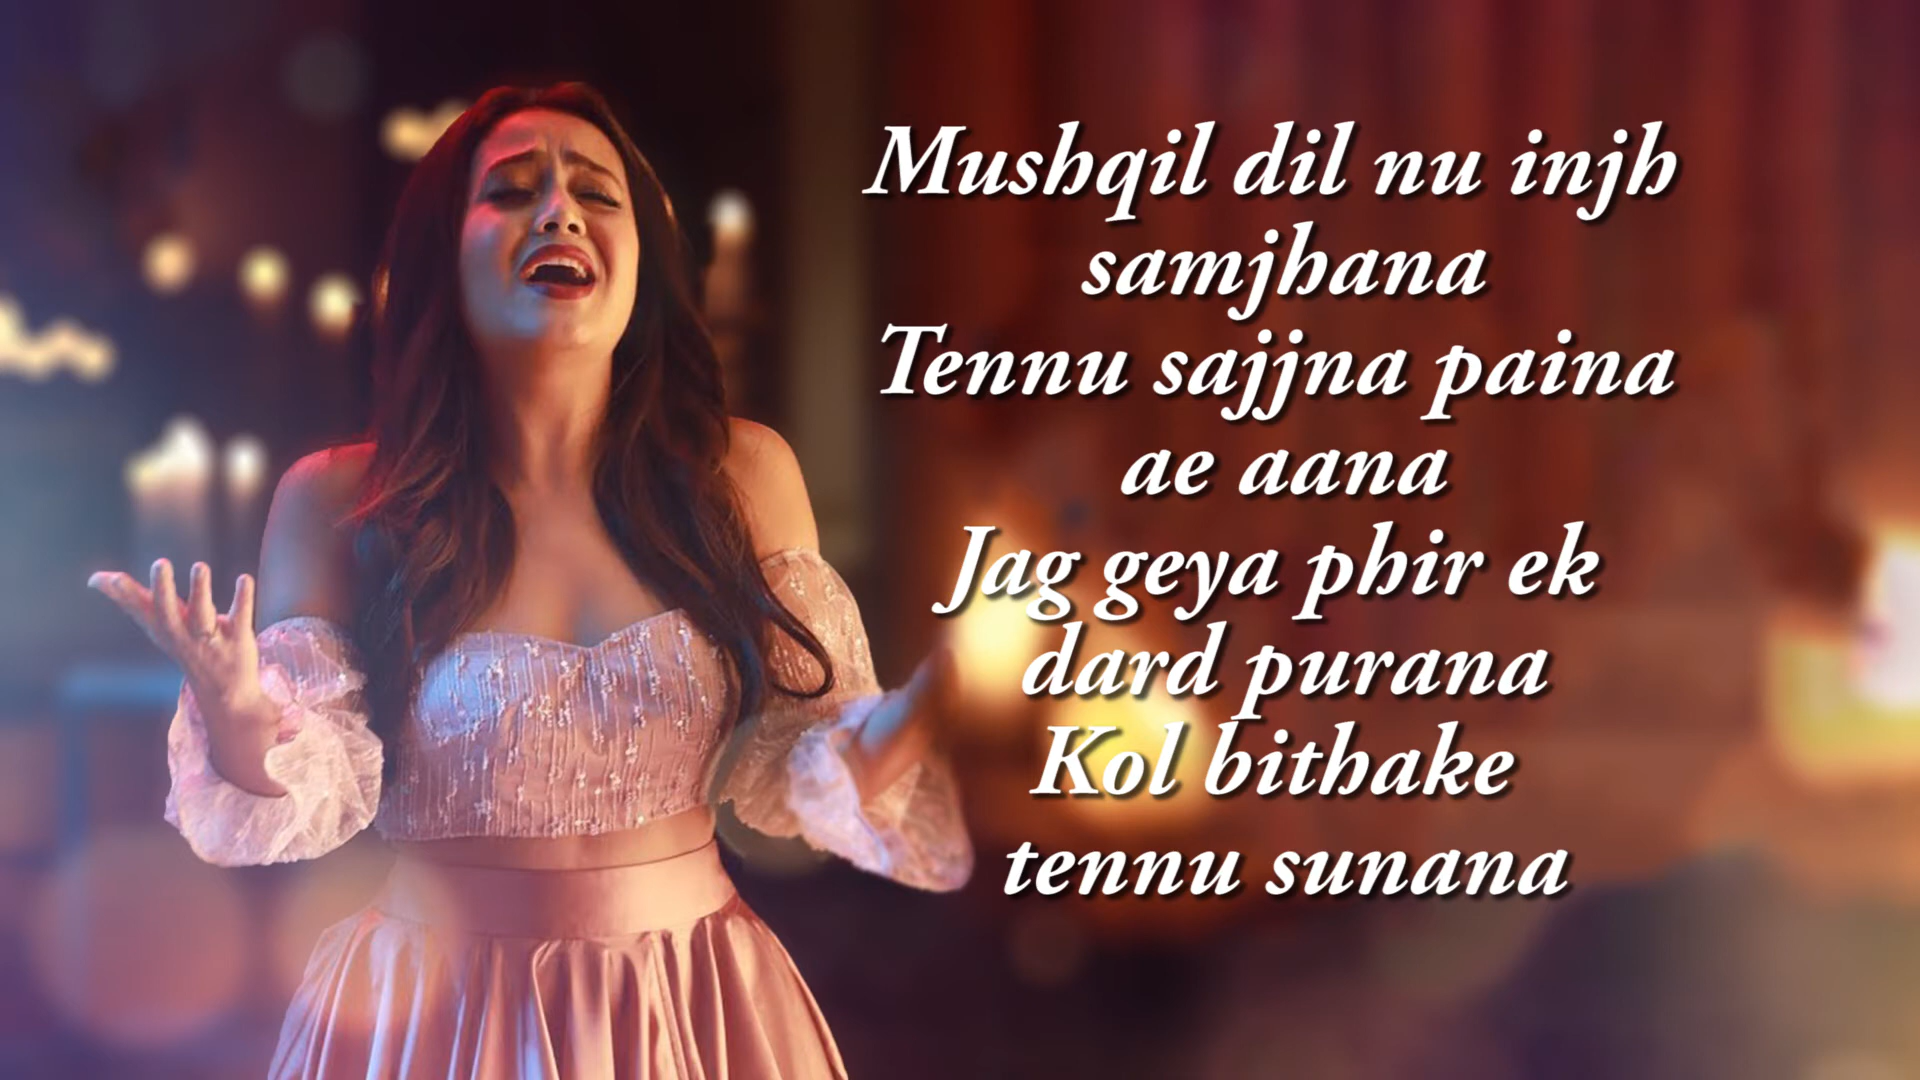 Mushqil dil nu injh
samjhana
Tennu sajjna paina
ae aana
Jag geya phir ek
dard purana
Kol bithake
tennu sunana